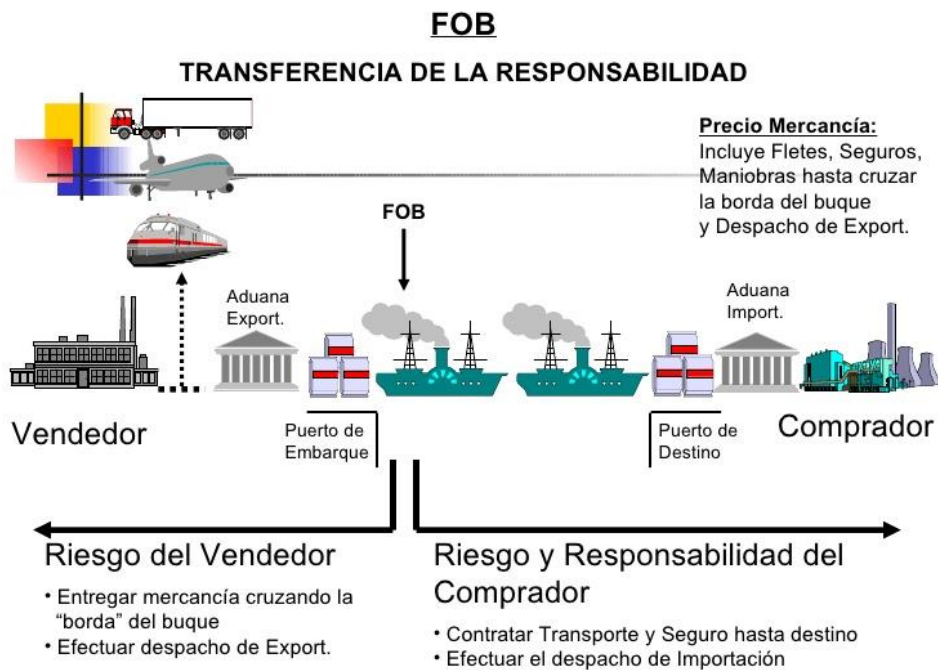 FOB
TRANSFERENCIA DE LA RESPONSABILIDAD
Precio Mercancía:
Incluye Fletes, Seguros,
Maniobras hasta cruzar
la borda del buque
y Despacho de Export.
FOB
Aduana
Export.
Aduana
Import.
Vendedor
Puerto de
Embarque
Puerto de
Destino
Comprador
Riesgo del Vendedor
• Entregar mercancía cruzando la
“borda” del buque
• Efectuar despacho de Export.
Riesgo y Responsabilidad del
Comprador
• Contratar Transporte y Seguro hasta destino
• Efectuar el despacho de Importación